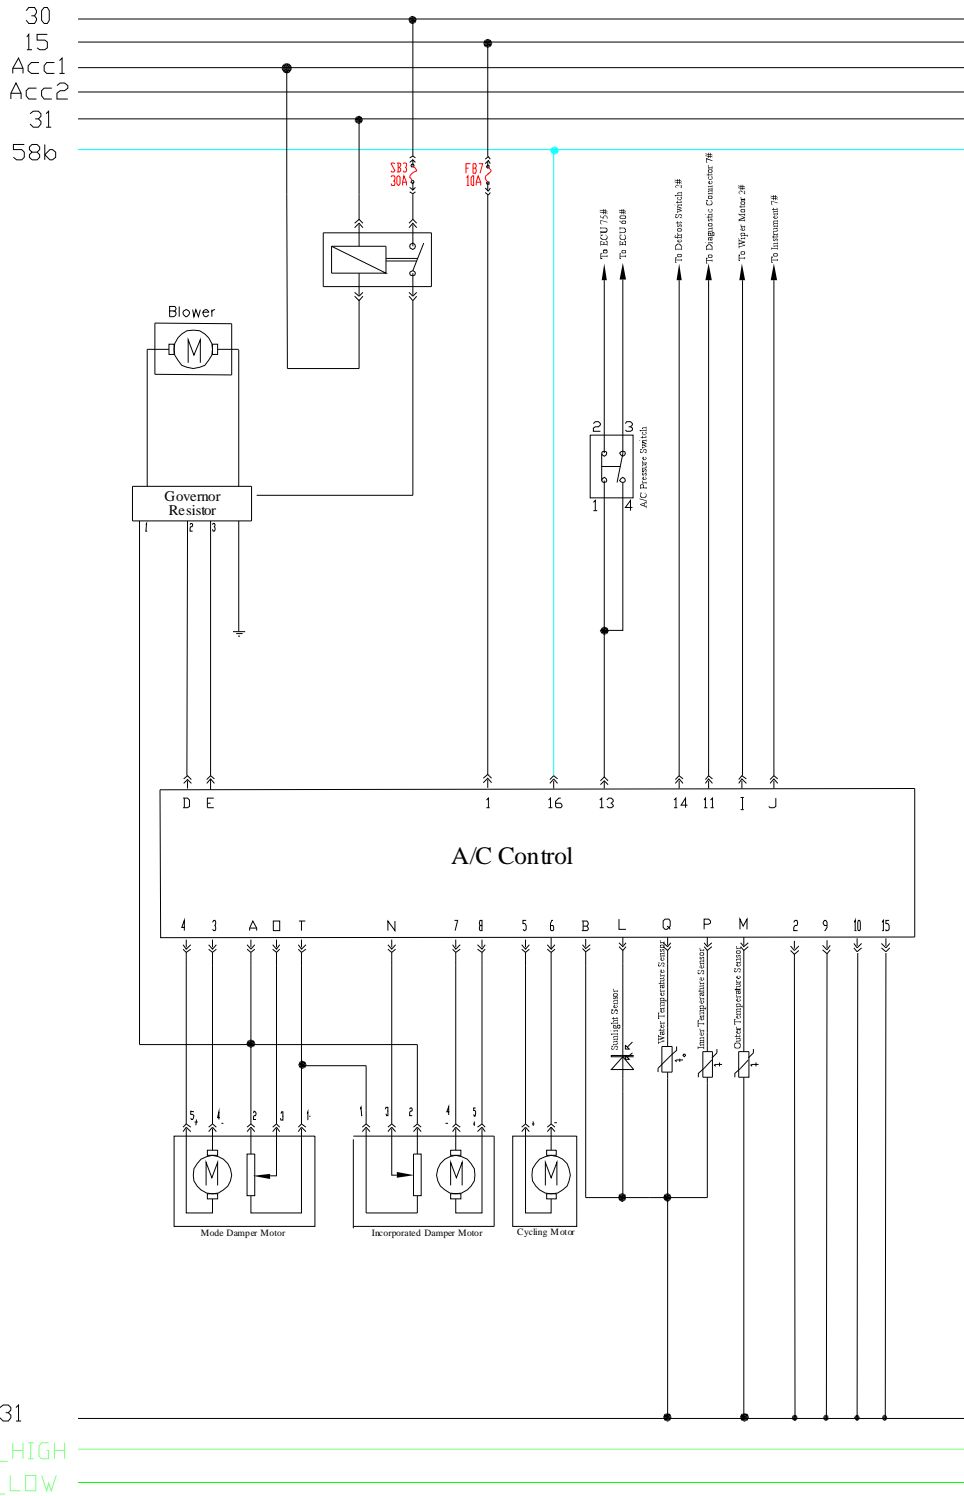 30
15
Acc1
Acc2
31
58b
SB3
30A
FB7
10A
To ECU 75#
To ECU 60#
To Defrost Switch 2#
To Diagnostic Connector 7#
To Wiper Motor 2#
To Instrument 7#
Blower
M
2 3
A/C Pressure Switch
1 4
Governor
Resistor
1 2 3
D E 1 16 13 14 11 I J
A/C Control
4 3 A O T N 7 8 5 6 B L Q P M 2 9 10 15
Sunlight Sensor
Water Temperature Sensor
Inner Temperature Sensor
Outer Temperature Sensor
5 4 2 3 1 1 3 2 4 5
+ - - + + -
M M M
Mode Damper Motor
Incorporated Damper Motor
Cycling Motor
31
_HIGH
_LOW